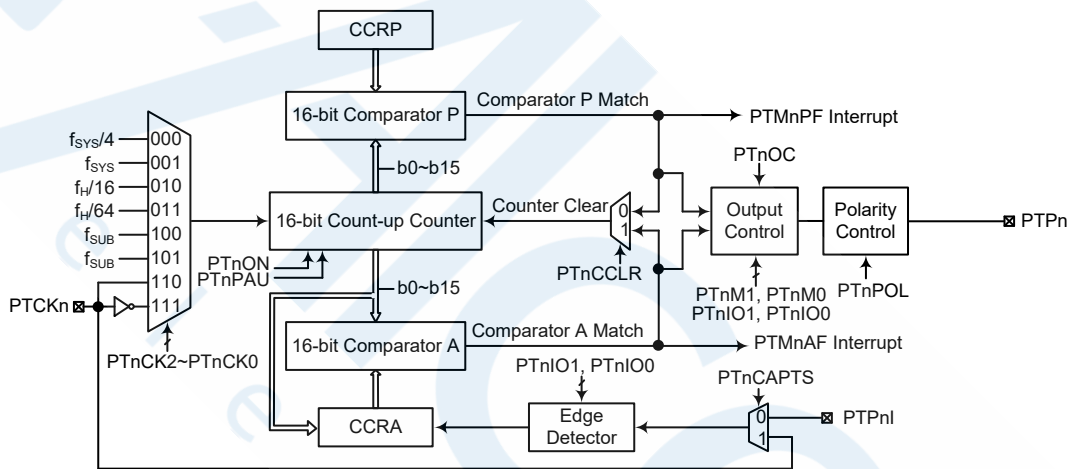 CCRP
16-bit Comparator P
Comparator P Match
PTMnPF Interrupt
b0~b15
fSYS/4
000
fSYS
001
fH/16
010
fH/64
011
fSUB
100
fSUB
101
110
111
PTCKn
PTnCK2~PTnCK0
16-bit Count-up Counter
Counter Clear
0
1
PTnCCLR
PTnON
PTnPAU
PTnOC
Output
Control
Polarity
Control
PTPn
PTnM1, PTnM0
PTnIO1, PTnIO0
PTnPOL
b0~b15
16-bit Comparator A
Comparator A Match
PTMnAF Interrupt
PTnIO1, PTnIO0
PTnCAPTS
CCRA
Edge
Detector
0
1
PTPnI